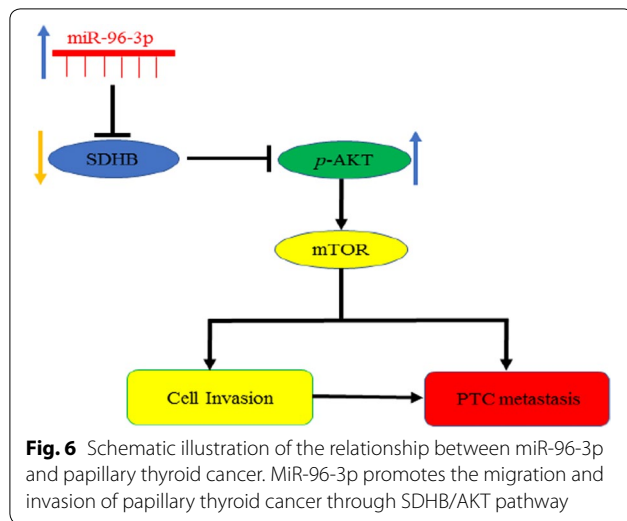 miR-96-3p
SDHB
p-AKT
mTOR
Cell Invasion
PTC metastasis
Fig. 6 Schematic illustration of the relationship between miR-96-3p
and papillary thyroid cancer. MiR-96-3p promotes the migration and
invasion of papillary thyroid cancer through SDHB/AKT pathway